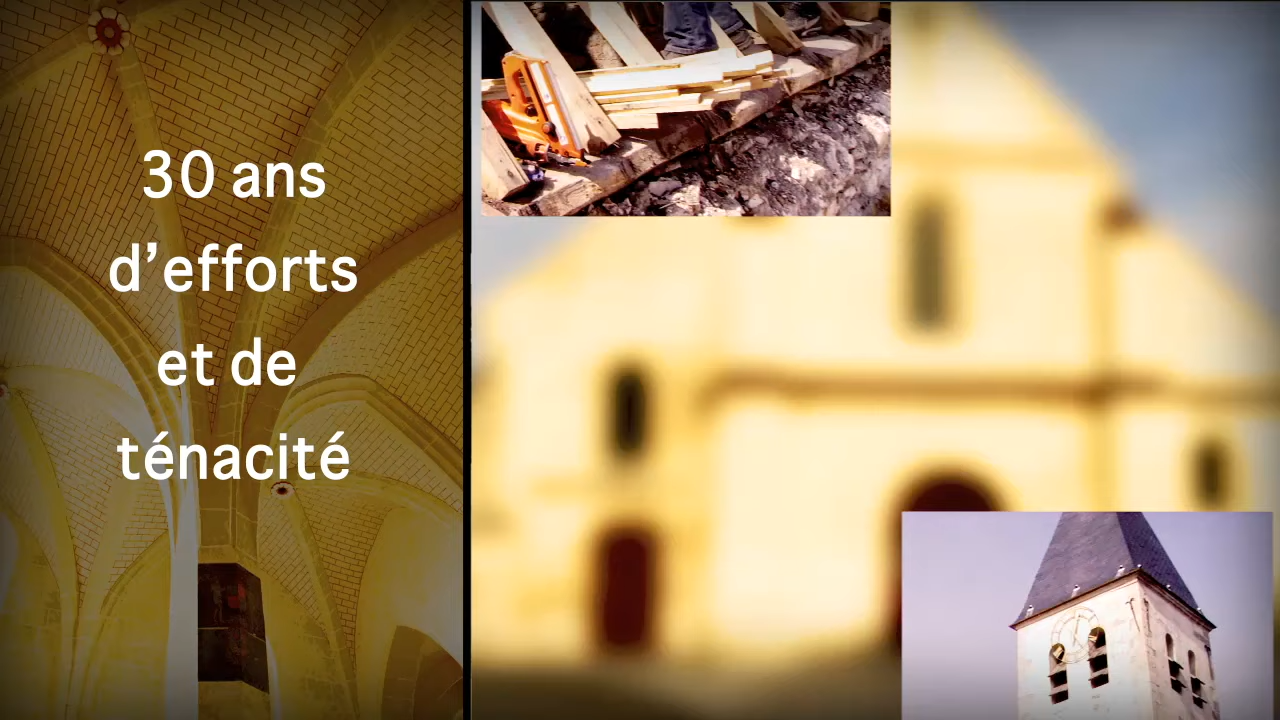 30 ans
d’efforts
et de
ténacité